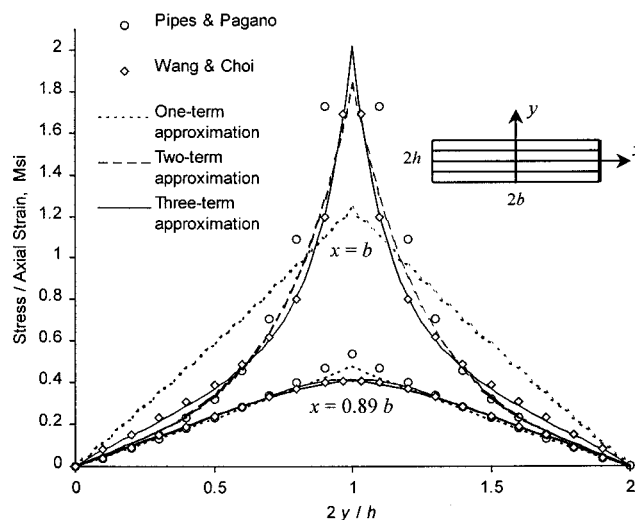 Pipes & Pagano
Wang & Choi
One-term
approximation
Two-term
approximation
Three-term
approximation
Stress / Axial Strain, Msi
2
1.8
1.6
1.4
1.2
1
0.8
0.6
0.4
0.2
0
x = b
x = 0.89 b
y
2h
2b
0
0.5
1
1.5
2
2 y / h